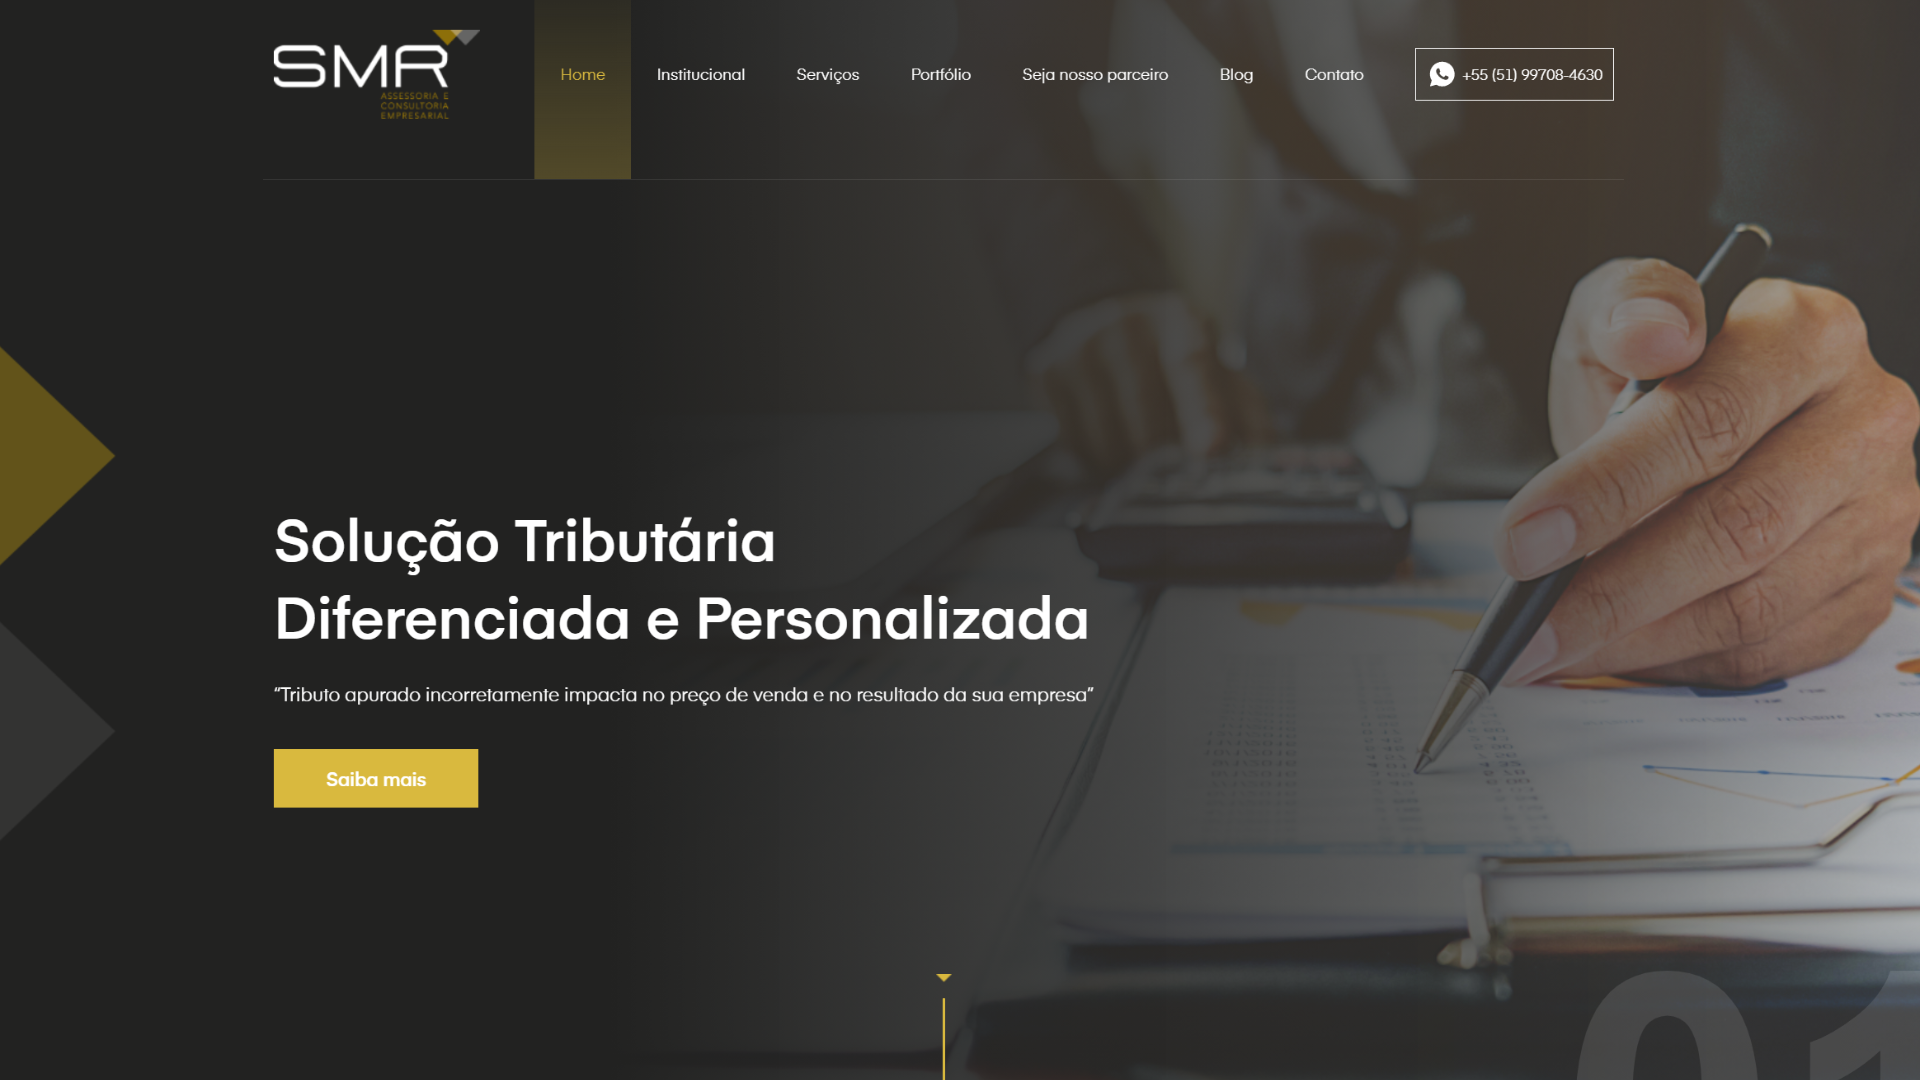 SMR
ASSESSORIA E
CONSULTORIA
EMPRESARIAL
Home
Institucional
Serviços
Portfólio
Seja nosso parceiro
Blog
Contato
+55 (51) 99708-4630
Solução Tributária
Diferenciada e Personalizada
“Tributo apurado incorretamente impacta no preço de venda e no resultado da sua empresa”
Saiba mais
01